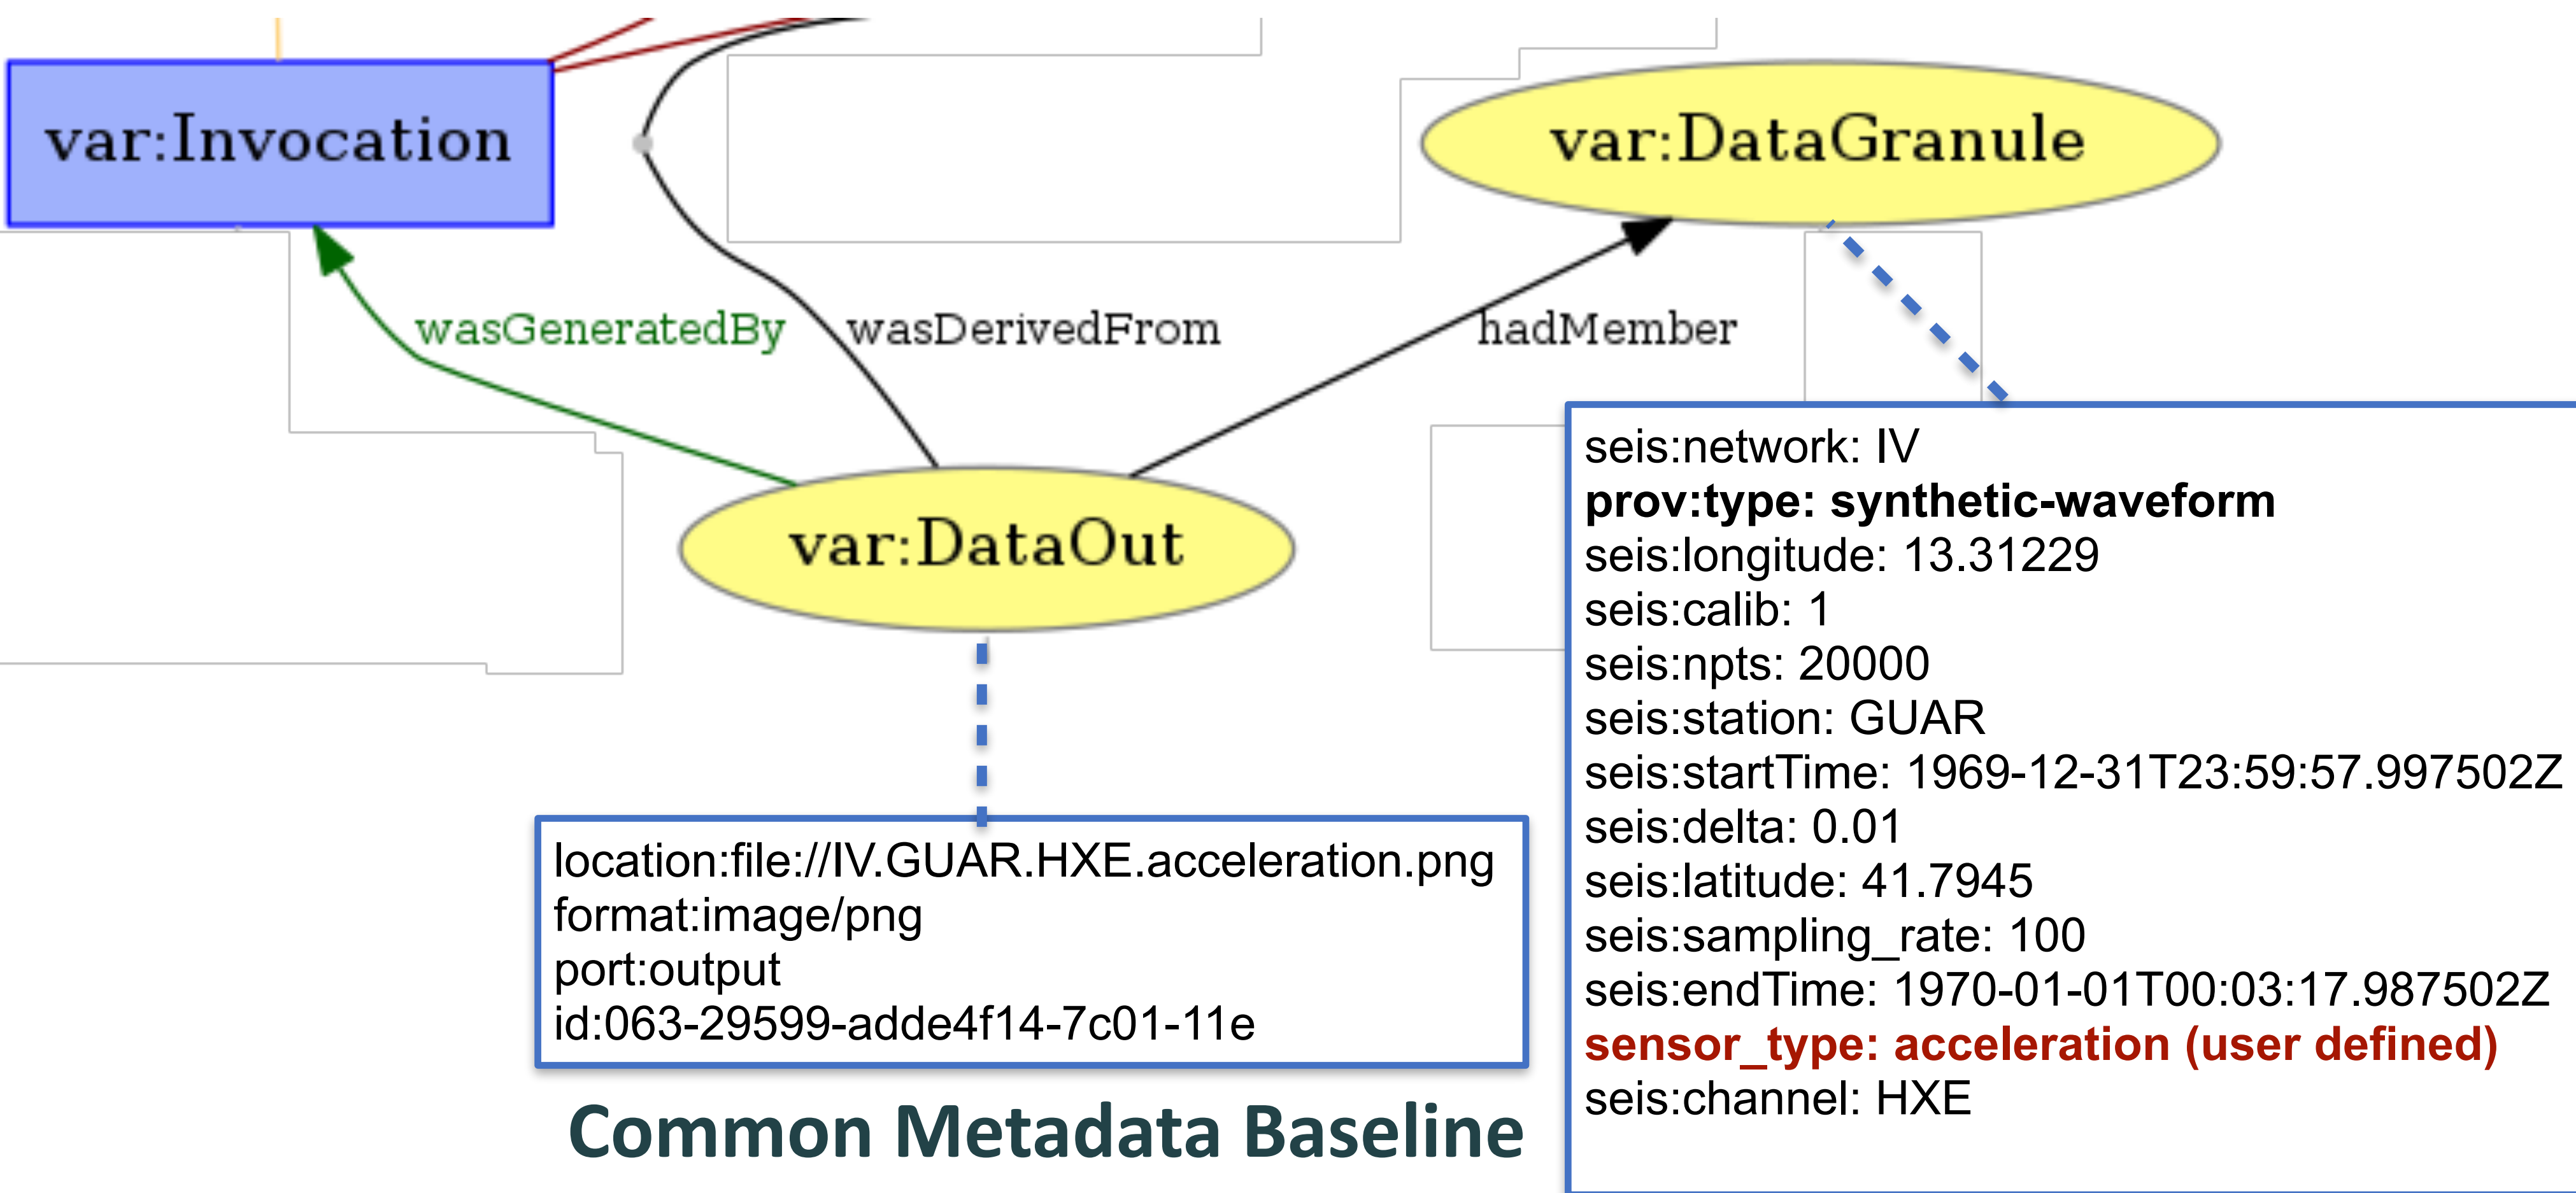 var:Invocation
var:DataGranule
wasGeneratedBy
wasDerivedFrom
hadMember
var:DataOut
seis:network: IV
prov:type: synthetic-waveform
seis:longitude: 13.31229
seis:calib: 1
seis:npts: 20000
seis:station: GUAR
seis:startTime: 1969-12-31T23:59:57.997502Z
seis:delta: 0.01
seis:latitude: 41.7945
seis:sampling_rate: 100
seis:endTime: 1970-01-01T00:03:17.987502Z
sensor_type: acceleration (user defined)
seis:channel: HXE
location:file://IV.GUAR.HXE.acceleration.png
format:image/png
port:output
id:063-29599-adde4f14-7c01-11e
Common Metadata Baseline